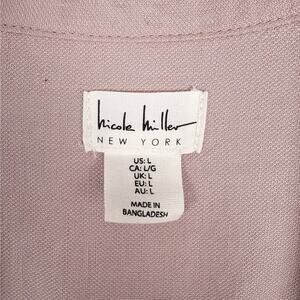 nicole miller
NEW YORK
US: L
CA: L/G
UK: L
EU: L
AU: L
MADE IN
BANGLADESH